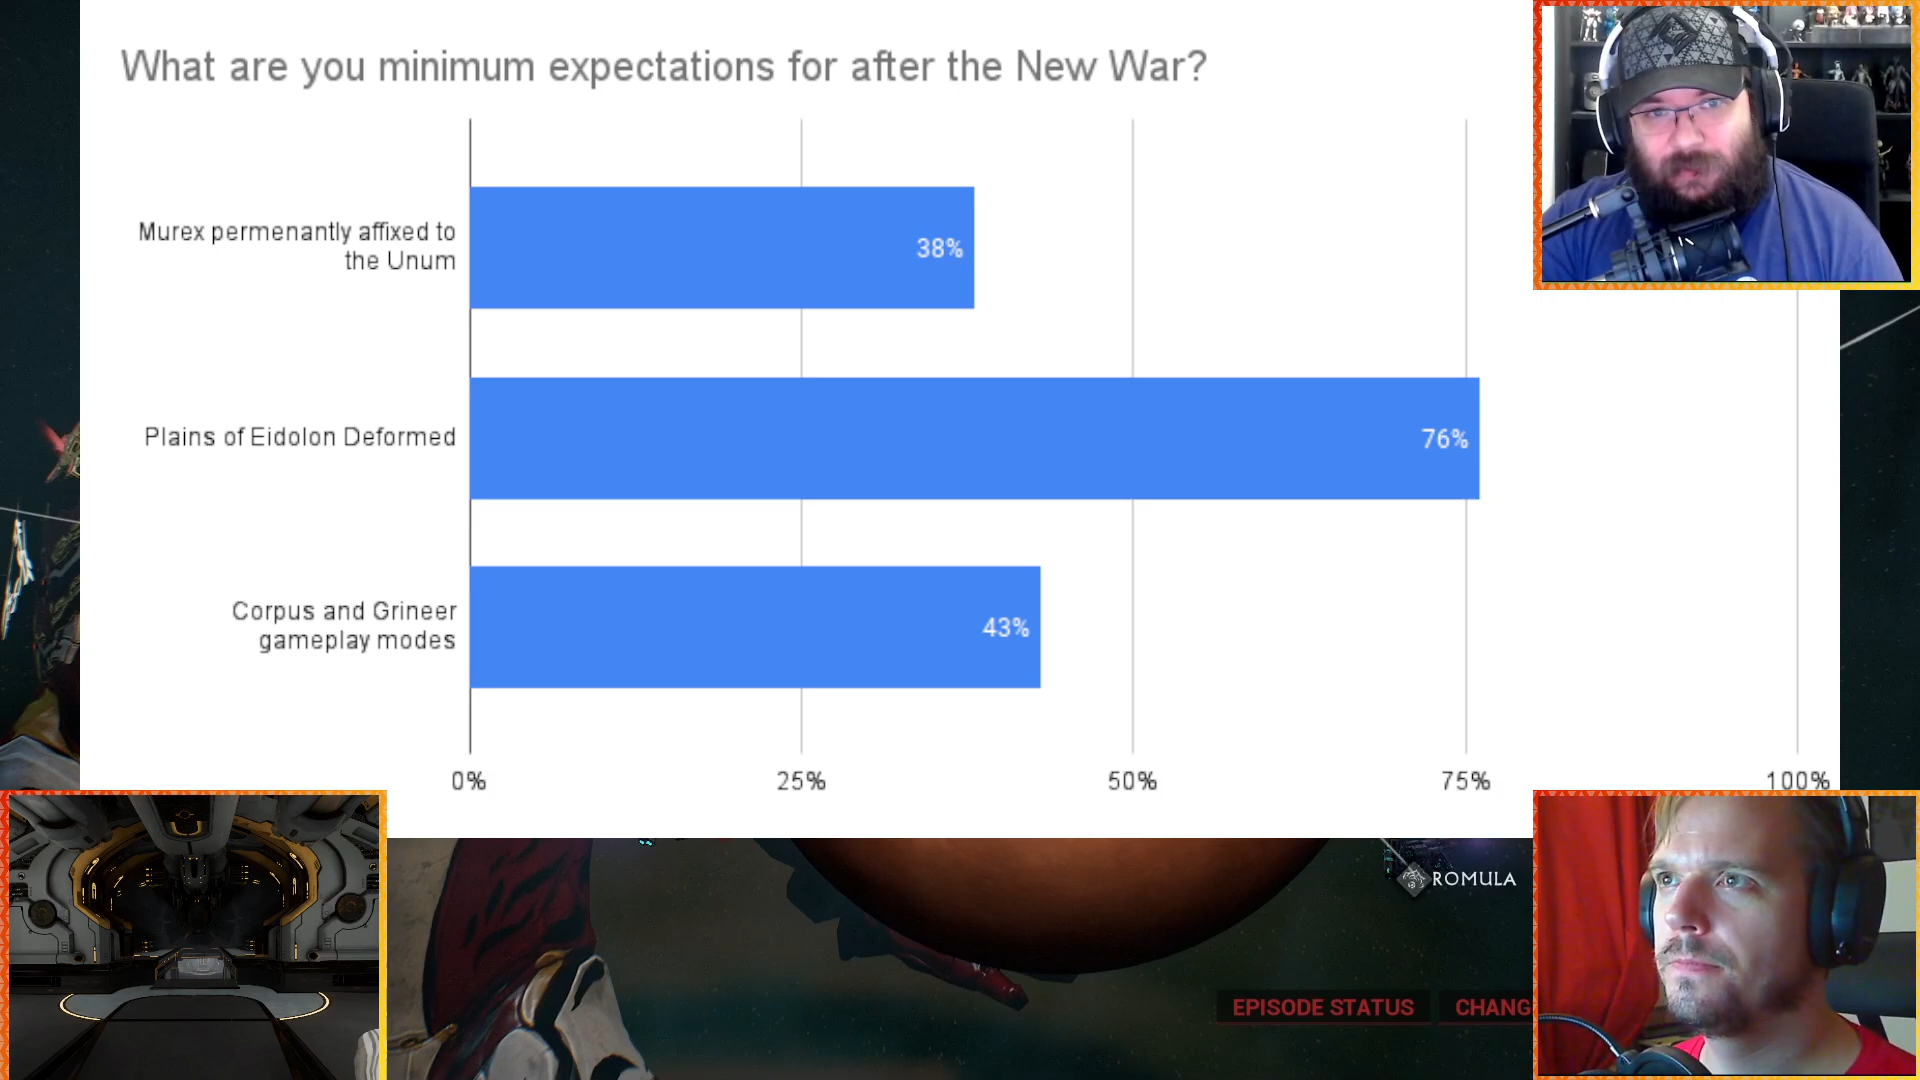 What are you minimum expectations for after the New War?
Murex permenantly affixed to
the Unum
38%
Plains of Eidolon Deformed
76%
Corpus and Grineer
gameplay modes
43%
0% 25% 50% 75% 100%
ROMULA
EPISODE STATUS CHANG